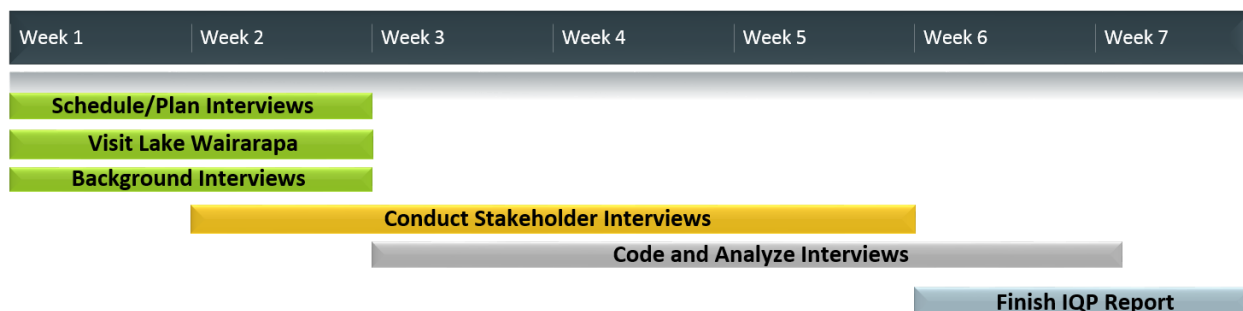 Week 1 Week 2 Week 3 Week 4 Week 5 Week 6 Week 7
Schedule/Plan Interviews
Visit Lake Wairarapa
Background Interviews
Conduct Stakeholder Interviews
Code and Analyze Interviews
Finish IQP Report